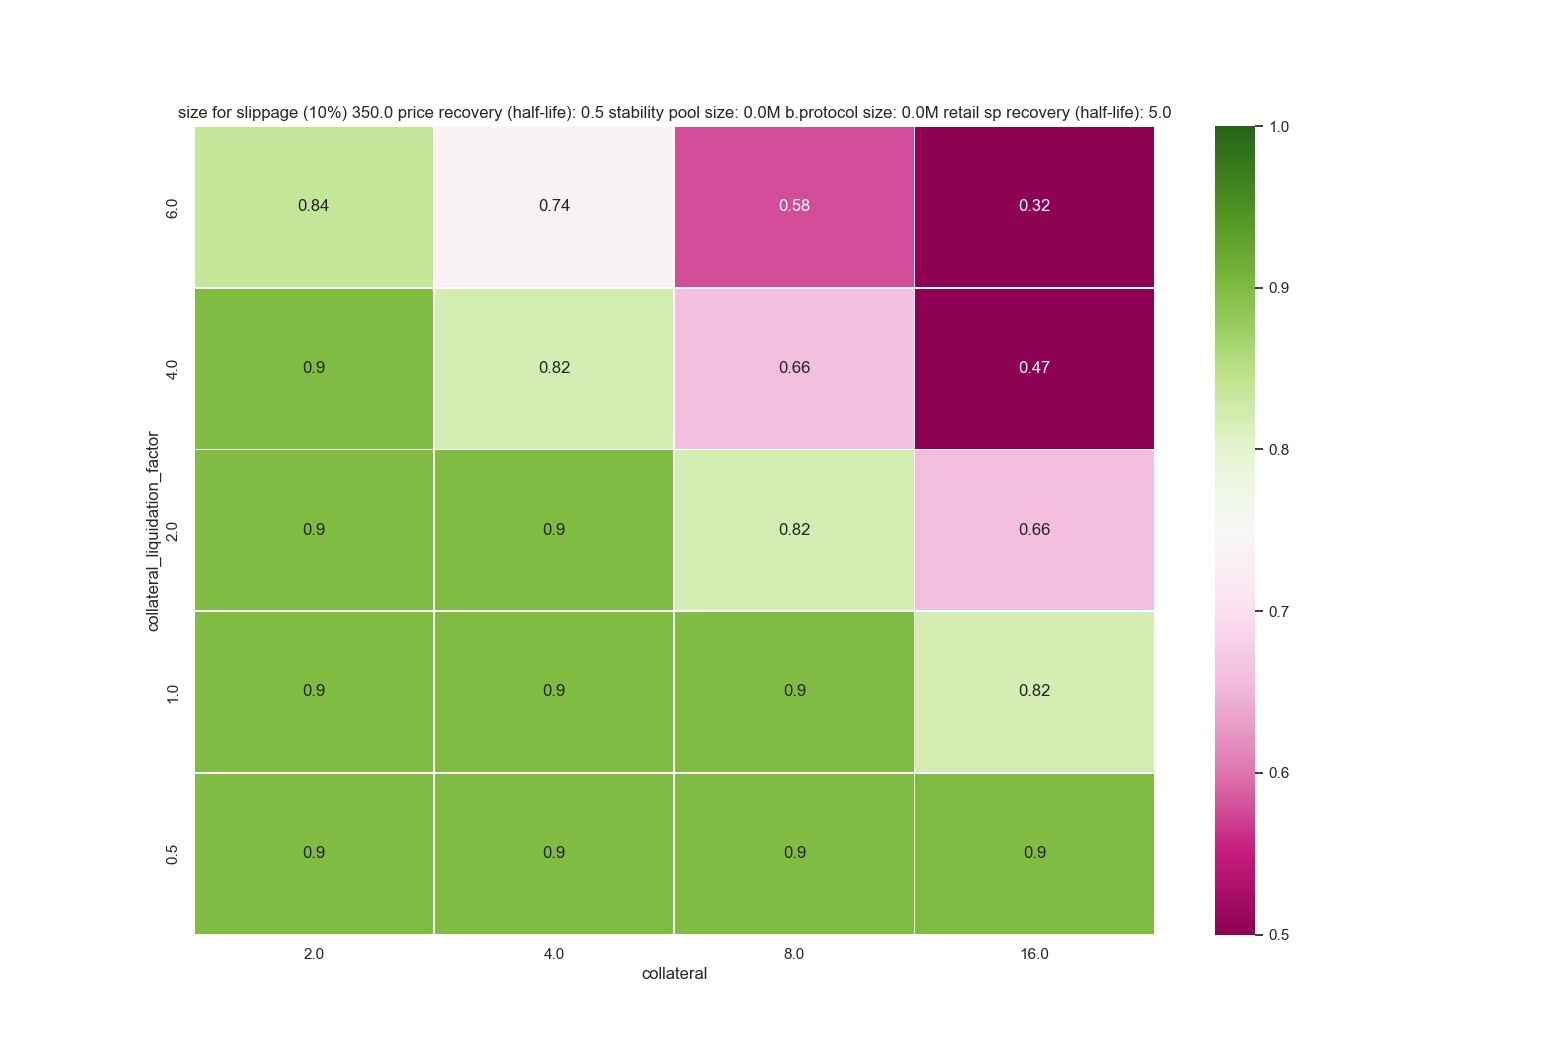 size for slippage (10%) 350.0 price recovery (half-life): 0.5 stability pool size: 0.0M b.protocol size: 0.0M retail sp recovery (half-life): 5.0
collateral_liquidation_factor
6.0
0.84 0.74 0.58 0.32
4.0
0.9 0.82 0.66 0.47
2.0
0.9 0.9 0.82 0.66
1.0
0.9 0.9 0.9 0.82
0.5
0.9 0.9 0.9 0.9
2.0 4.0 8.0 16.0
collateral
1.0
0.9
0.8
0.7
0.6
0.5